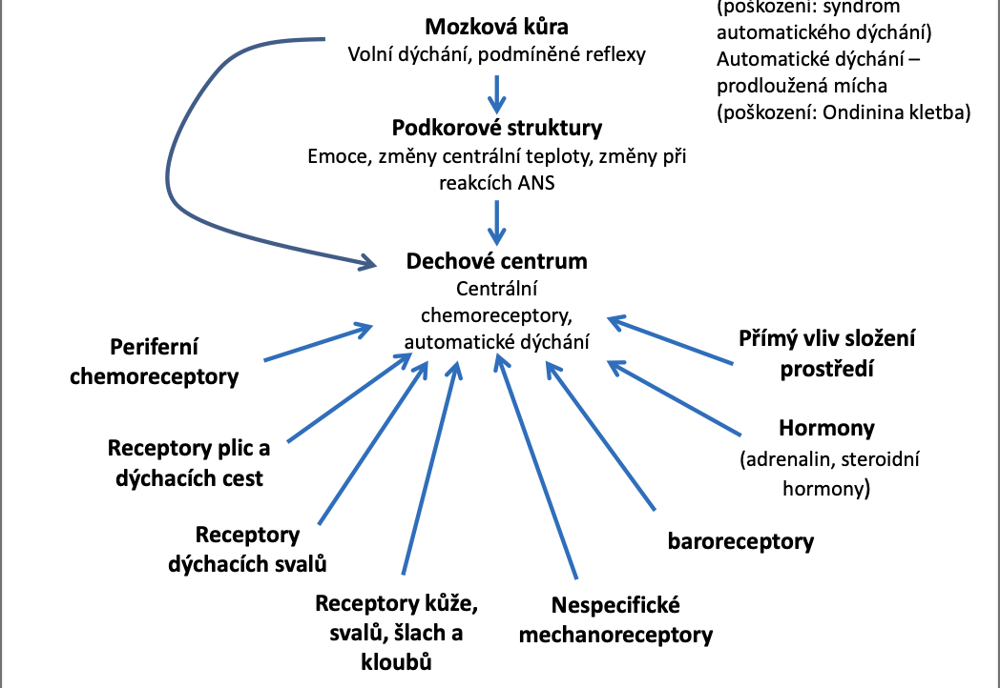 (poškození: syndrom
automatického dýchání)
Automatické dýchání –
prodloužená mícha
(poškození: Ondinina kletba)
Mozková kůra
Volní dýchání, podmíněné reflexy
Podkorové struktury
Emoce, změny centrální teploty, změny při
reakcích ANS
Dechové centrum
Centrální
chemoreceptory,
automatické dýchání
Periferní
chemoreceptory
Receptory plic a
dýchacích cest
Receptory
dýchacích svalů
Receptory kůže,
svalů, šlach a
kloubů
Nespecifické
mechanoreceptory
baroreceptory
Hormony
(adrenalin, steroidní
hormony)
Přímý vliv složení
prostředí